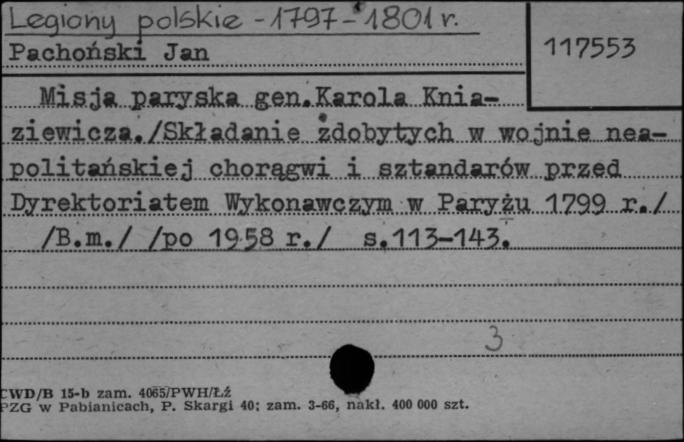 Legiony polskie - 1797 - 1801 r.
Pachoński Jan
117553
Misja paryska gen.Karola Knia-
ziewicza./Składanie zdobytych w wojnie nea-
politańskiej chorągwi i sztandarów przed
Dyrektoriatem Wykonawczym w Paryżu 1799 r./
/B.m./ /po 1958 r./ s.113-143.
3
CWD/B 15-b zam. 4065/PWH/Łź
PZG w Pabianicach, P. Skargi 40; zam. 3-66, nakł. 400 000 szt.